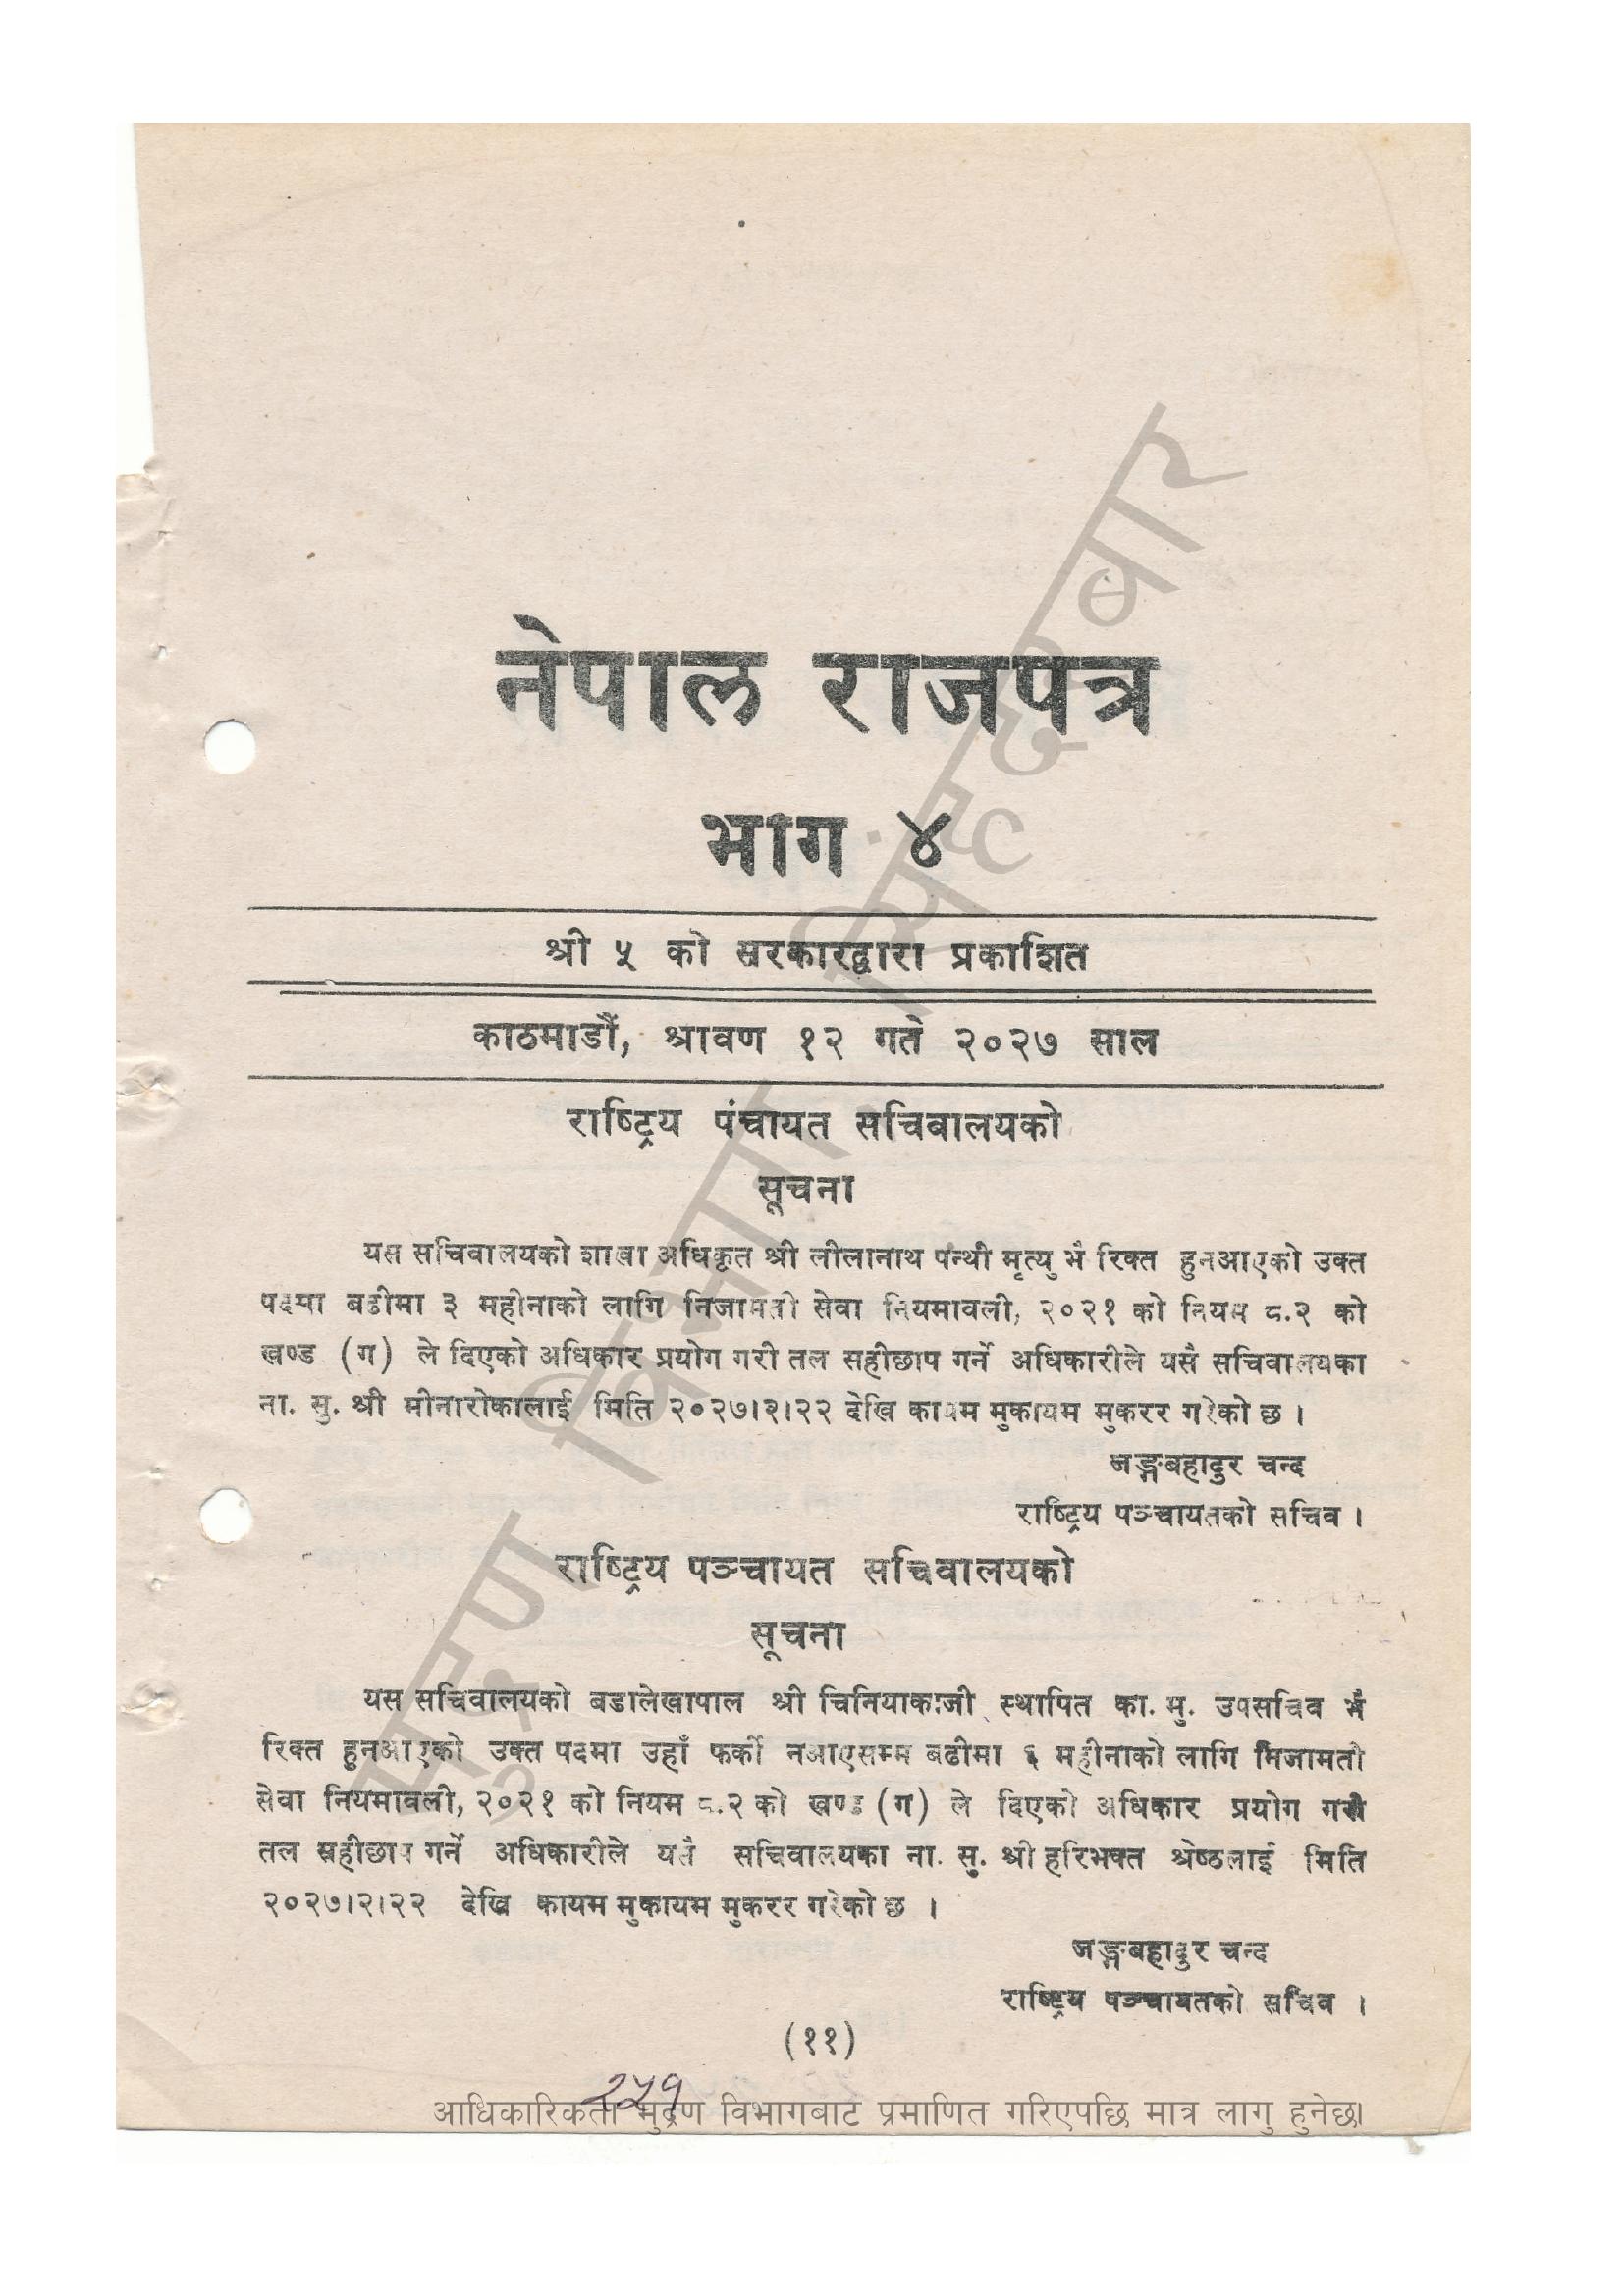 नेपाल राजपत्र
भाग ४
श्री ५ को सरकारद्वारा प्रकाशित
काठमाडौं, श्रावण १२ गते २०२७ साल
राष्ट्रिय पंचायत सचिवालयको
सूचना
यस सचिवालयको शाखा अधिकृत श्री लीलानाथ पन्थी मृत्यु भै रिक्त हुनआएको उक्त
पदमा बढीमा ३ महीनाको लागि निजामती सेवा नियमावली, २०२१ को नियम ८.२ को
खण्ड (ग) ले दिएको अधिकार प्रयोग गरी तल सहीछाप गर्ने अधिकारीले यसै सचिवालयका
ना. सु. श्री मीनारोकालाई मिति २०२७।२।२२ देखि कायम मुकायम मुकरर गरेको छ ।
जङ्गबहादुर चन्द
राष्ट्रिय पञ्चायतको सचिव ।
राष्ट्रिय पञ्चायत सचिवालयको
सूचना
यस सचिवालयको बडालेखापाल श्री चिनियाकाजी स्थापित का. मु. उपसचिव भै
रिक्त हुनआएको उक्त पदमा उहाँ फर्की नआएसम्म बढीमा ६ महीनाको लागि निजामती
सेवा नियमावली, २०२१ को नियम ८.२ को खण्ड (ग) ले दिएको अधिकार प्रयोग गरी
तल सहीछाप गर्ने अधिकारीले यसै सचिवालयका ना. सु. श्री हरिभक्त श्रेष्ठलाई मिति
२०२७।२।२२ देखि कायम मुकायम मुकरर गरेको छ ।
जङ्गबहादुर चन्द
राष्ट्रिय पञ्चायतको सचिव ।
(११)
२५१
आधिकारिकता मुद्रण विभागबाट प्रमाणित गरिएपछि मात्र लागु हुनेछ।
मुद्रण विभाग, सिंहदरबार